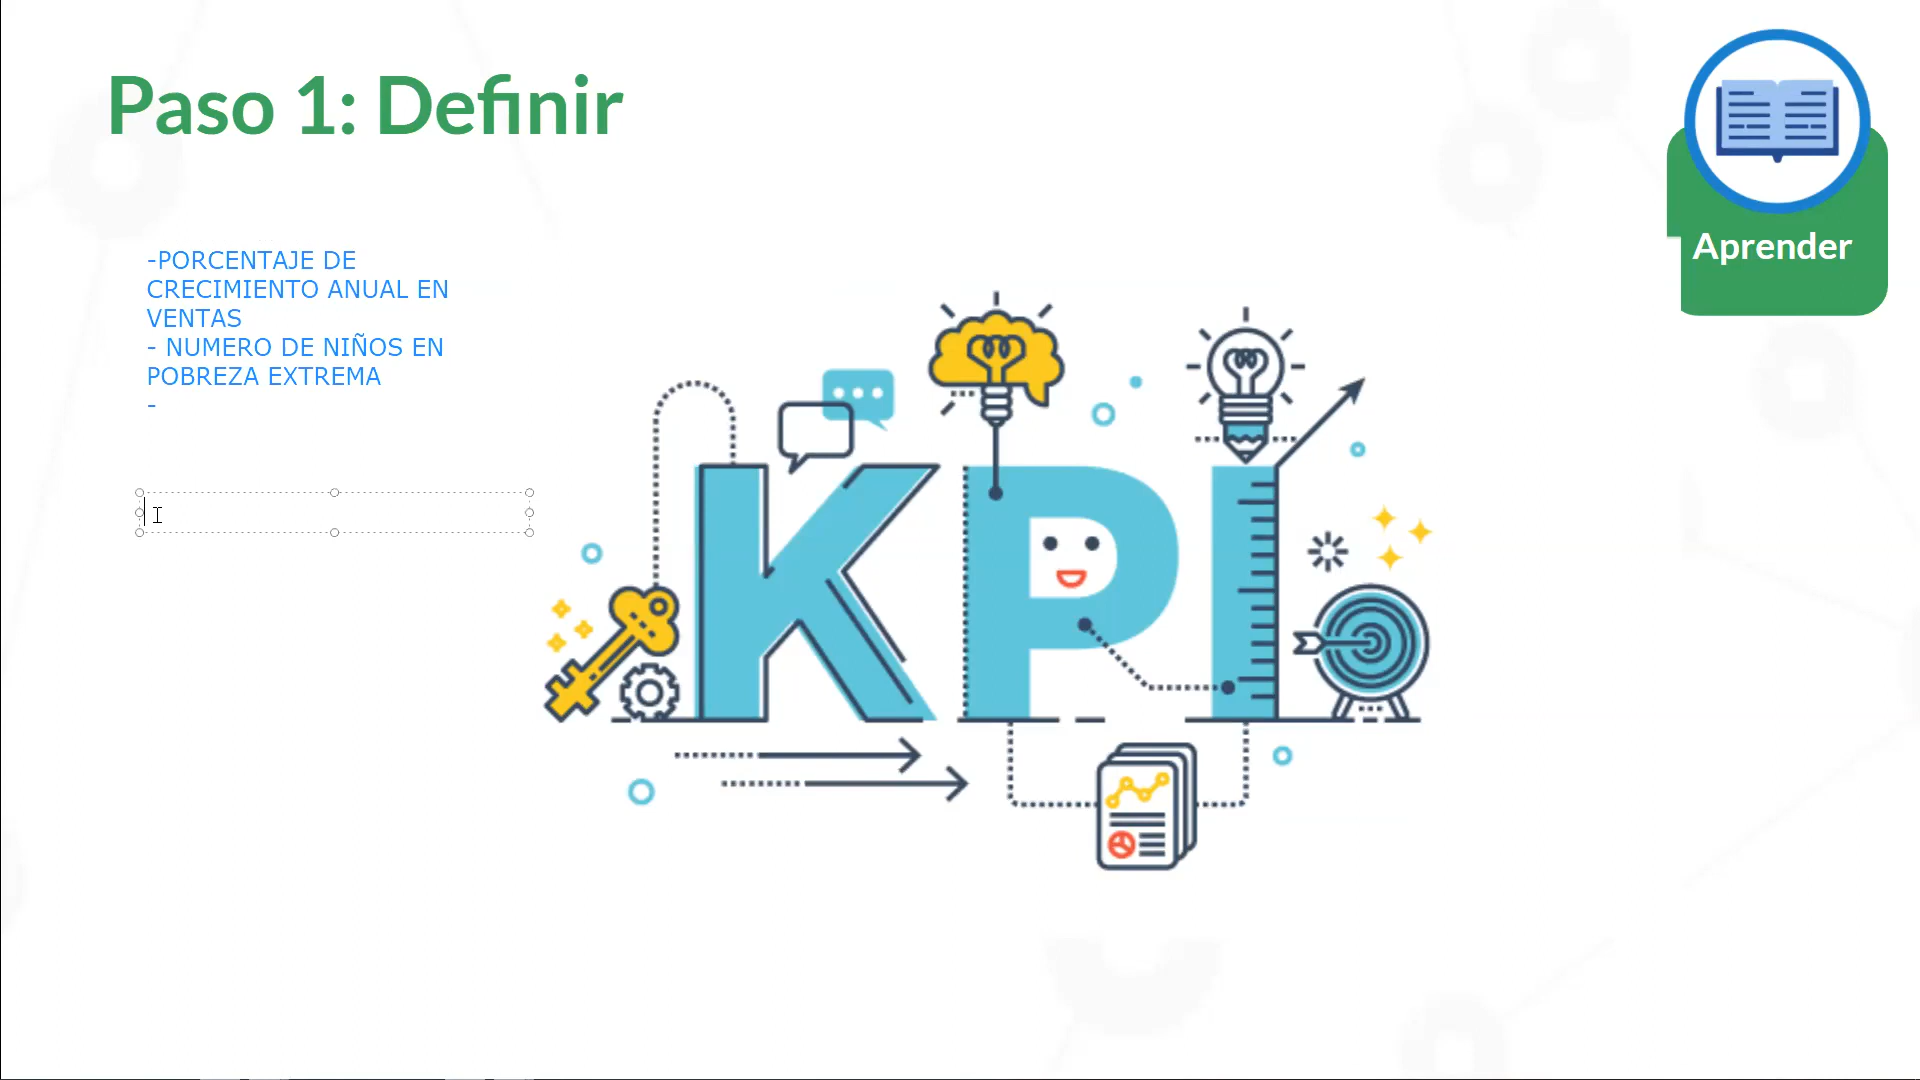 Paso 1: Definir
Aprender
-PORCENTAJE DE
CRECIMIENTO ANUAL EN
VENTAS
- NUMERO DE NIÑOS EN
POBREZA EXTREMA
-
KPI